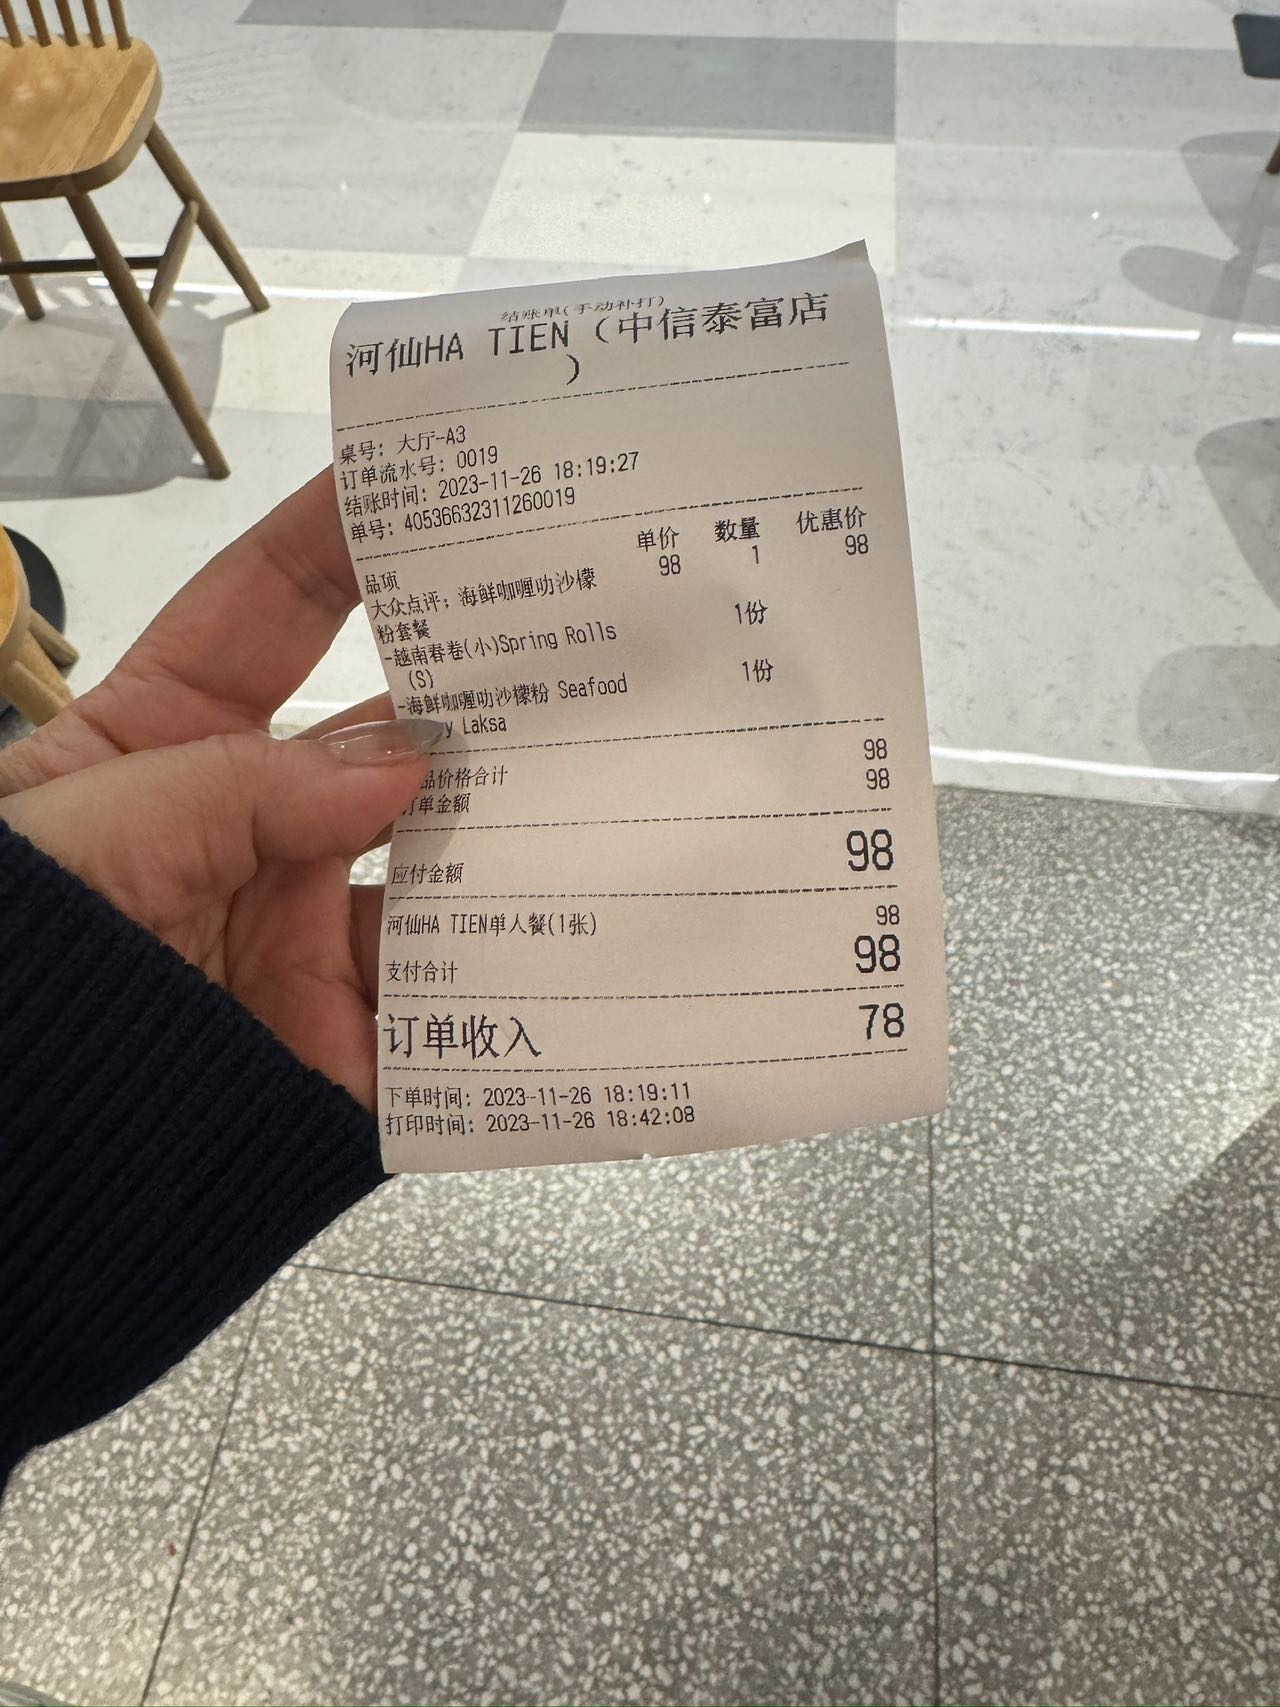 结账单(手动补打)
河仙HA TIEN（中信泰富店
）
桌号: 大厅-A3
订单流水号: 0019
结账时间: 2023-11-26 18:19:27
单号: 40536632311260019
品项 单价 数量 优惠价
大众点评：海鲜咖喱叻沙檬 98 1 98
粉套餐
-越南春卷(小)Spring Rolls 1份
(S)
-海鲜咖喱叻沙檬粉 Seafood 1份
y Laksa
品价格合计 98
订单金额 98
应付金额 98
河仙HA TIEN单人餐(1张) 98
支付合计 98
订单收入 78
下单时间: 2023-11-26 18:19:11
打印时间: 2023-11-26 18:42:08